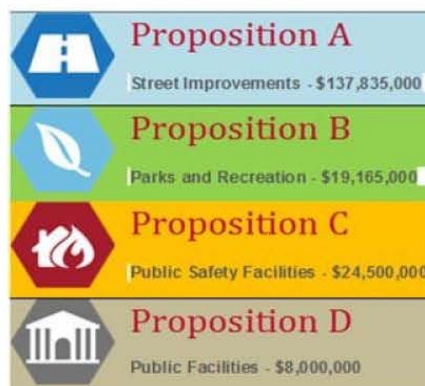 Proposition A
Street Improvements - $137,835,000
Proposition B
Parks and Recreation - $19,165,000
Proposition C
Public Safety Facilities - $24,500,000
Proposition D
Public Facilities - $8,000,000